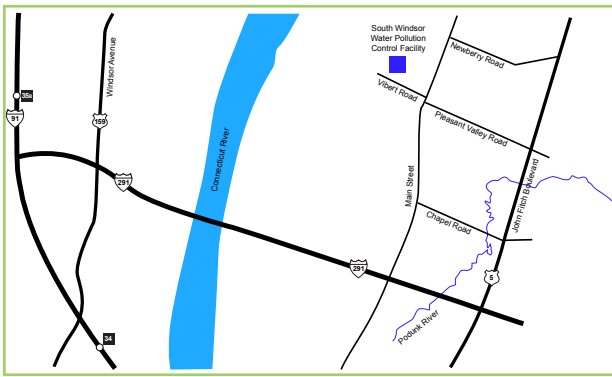 South Windsor
Water Pollution
Control Facility
Newberry Road
Windsor Avenue
Vibert Road
35B
91
159
Pleasant Valley Road
Connecticut River
291
Main Street
John Fitch Boulevard
Chapel Road
291
5
Podunk River
34